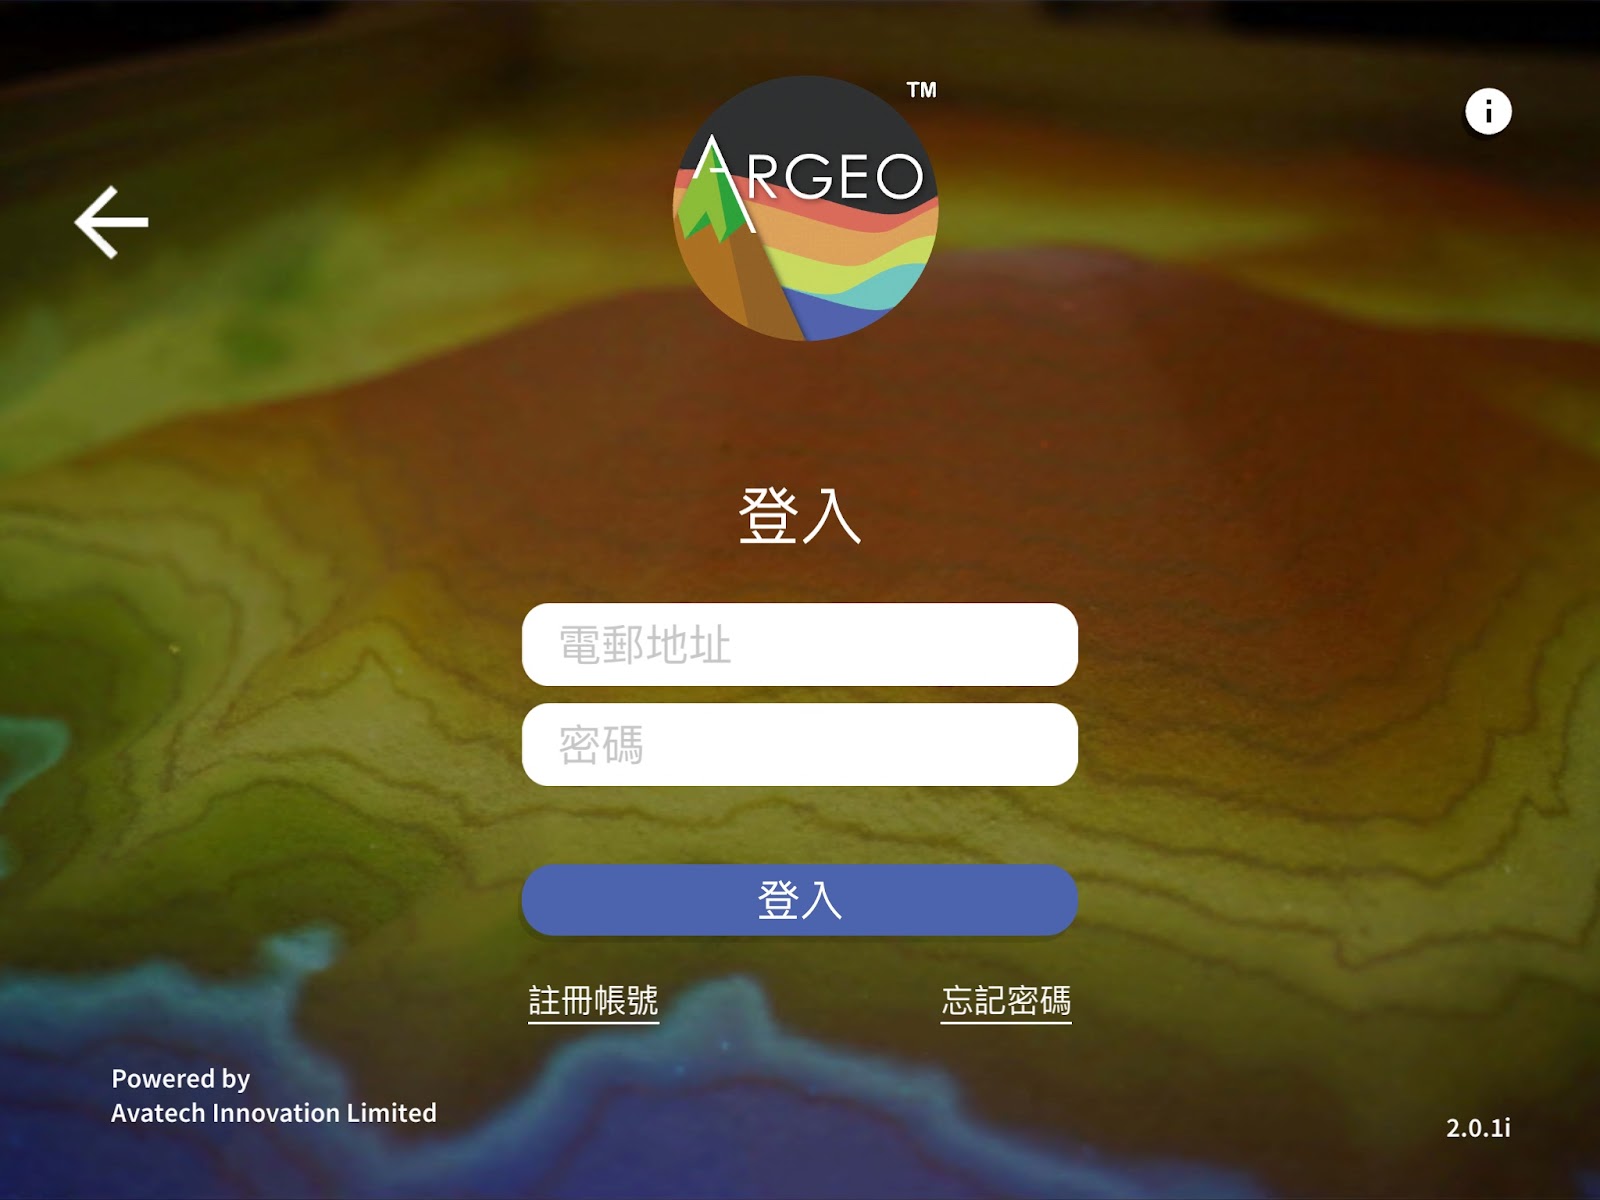 TM
ARGEO
i
登入
電郵地址
密碼
登入
註冊帳號
忘記密碼
Powered by
Avatech Innovation Limited
2.0.1i